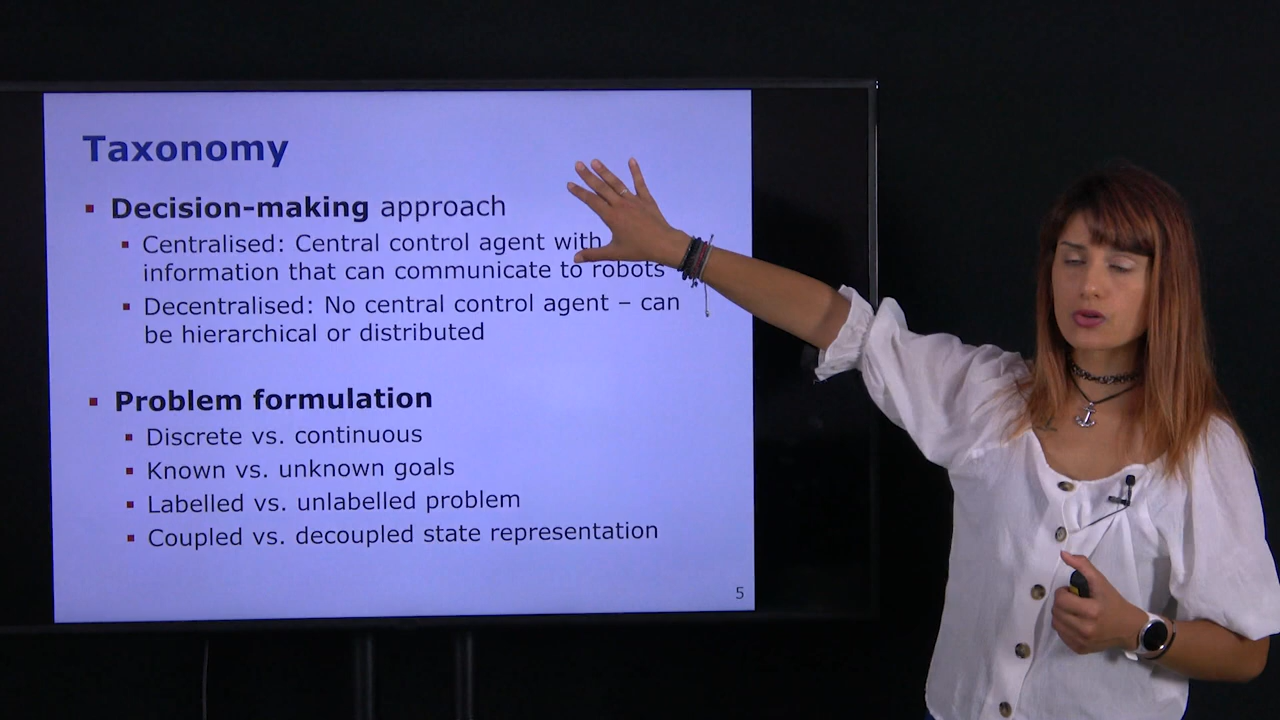 Taxonomy
Decision-making approach
Centralised: Central control agent with
information that can communicate to robots
Decentralised: No central control agent – can
be hierarchical or distributed
Problem formulation
Discrete vs. continuous
Known vs. unknown goals
Labelled vs. unlabelled problem
Coupled vs. decoupled state representation
5